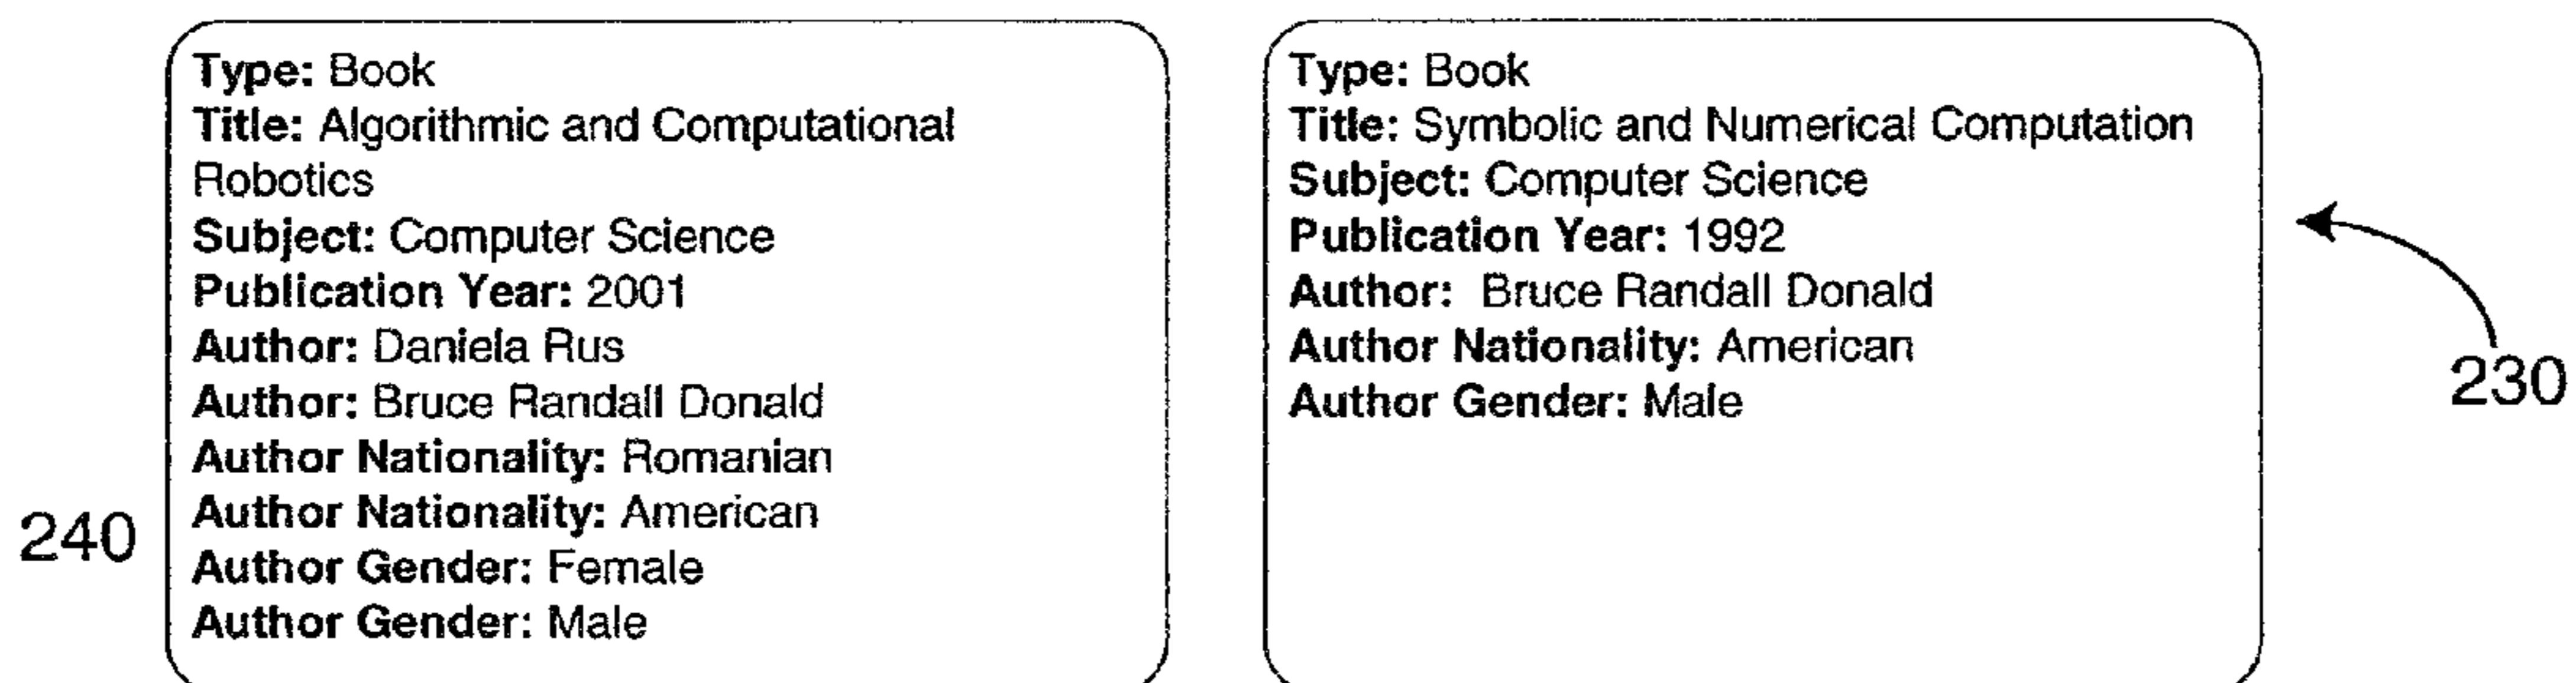 Type: Book
Title: Algorithmic and Computational
Robotics
Subject: Computer Science
Publication Year: 2001
Author: Daniela Rus
Author: Bruce Randall Donald
Author Nationality: Romanian
Author Nationality: American
Author Gender: Female
Author Gender: Male
240
Type: Book
Title: Symbolic and Numerical Computation
Subject: Computer Science
Publication Year: 1992
Author: Bruce Randall Donald
Author Nationality: American
Author Gender: Male
230